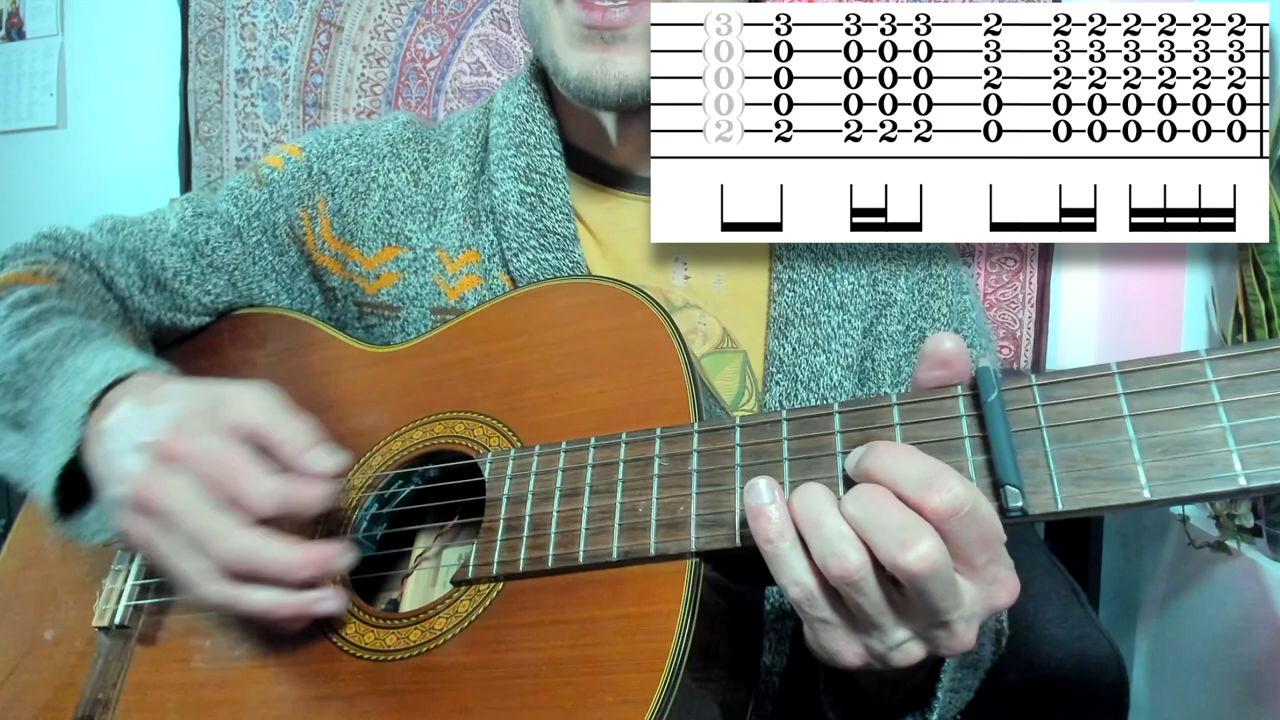 (3) 3 3 3 3 2 2 2 2 2 2 2
(0) 0 0 0 0 3 3 3 3 3 3 3
(0) 0 0 0 0 2 2 2 2 2 2 2
(0) 0 0 0 0 0 0 0 0 0 0 0
(2) 2 2 2 2 0 0 0 0 0 0 0